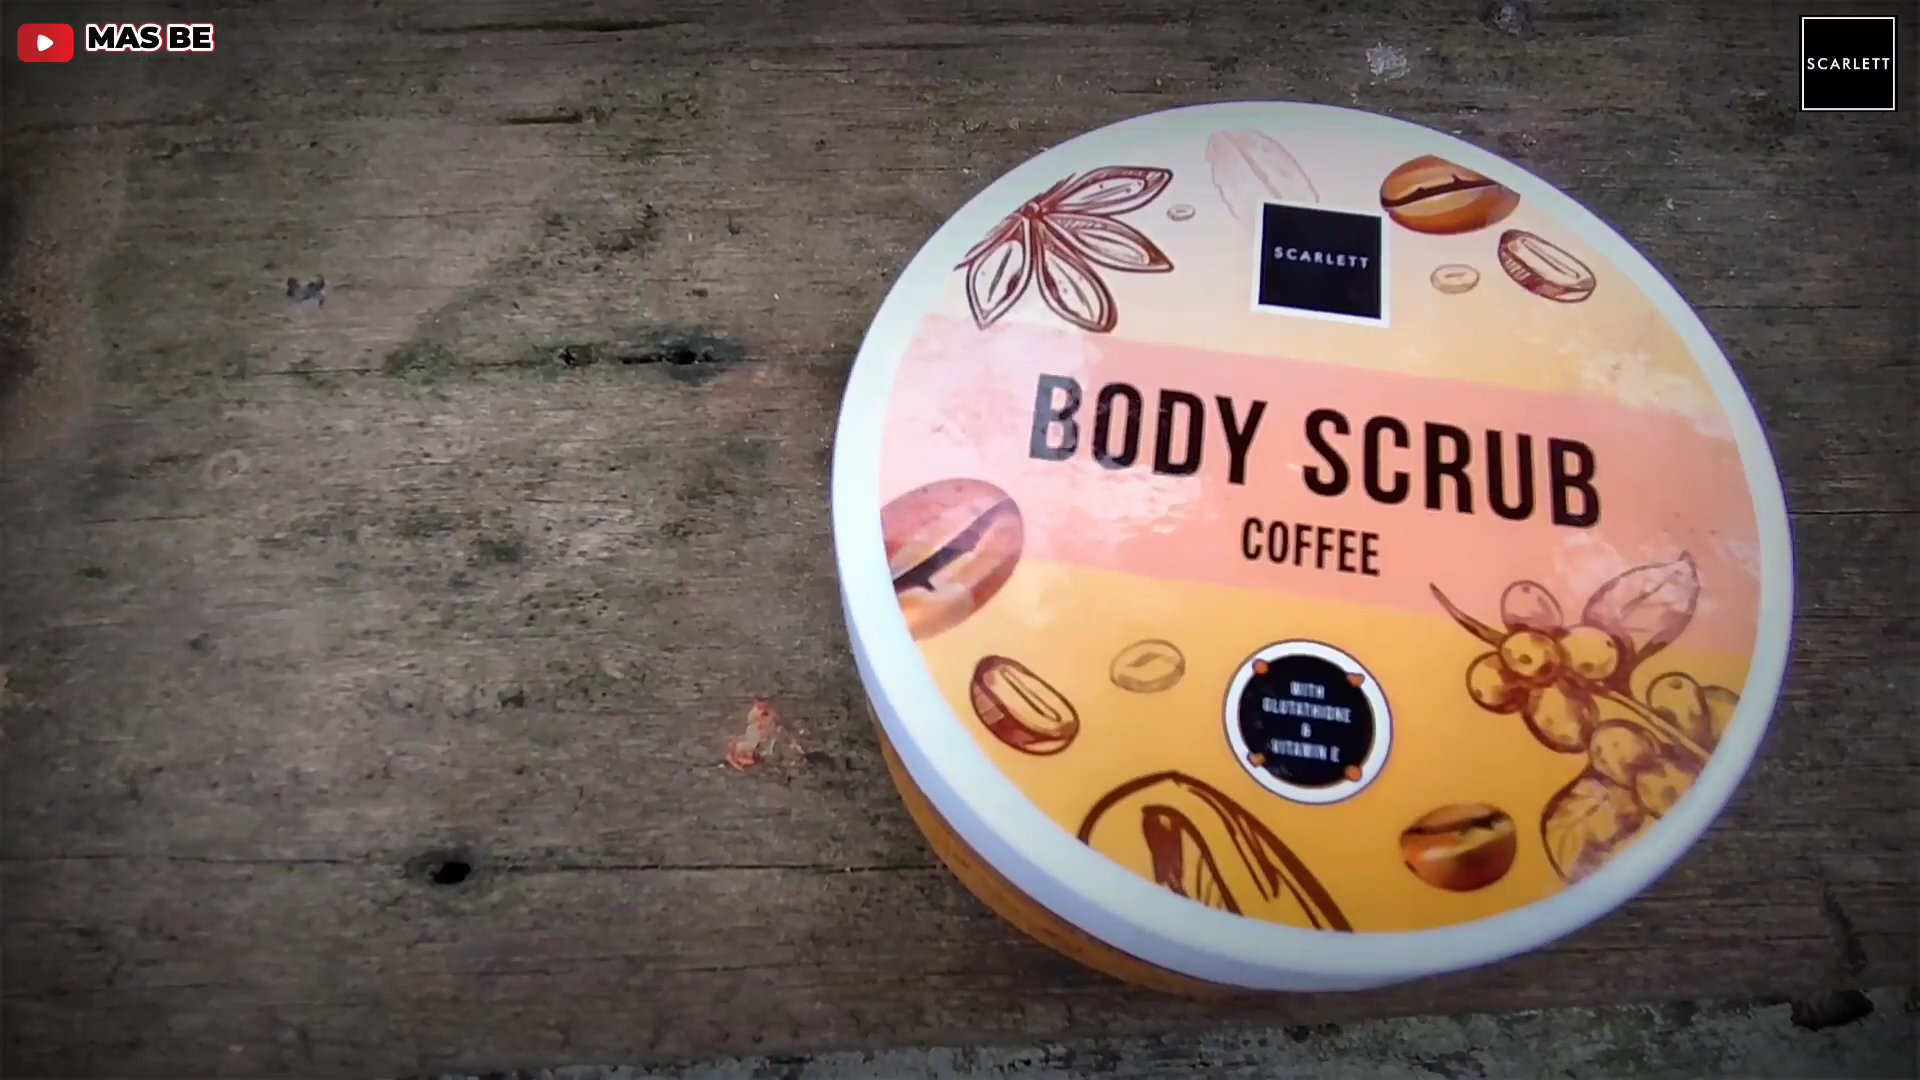 MAS BE
SCARLETT
SCARLETT
BODY SCRUB
COFFEE
WITH
GLUTATHIONE
&
VITAMIN E